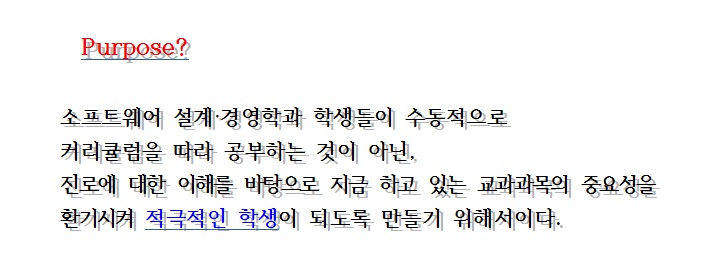 Purpose?
소프트웨어 설계·경영학과 학생들이 수동적으로
커리큘럼을 따라 공부하는 것이 아닌,
진로에 대한 이해를 바탕으로 지금 하고 있는 교과과목의 중요성을
환기시켜 적극적인 학생이 되도록 만들기 위해서이다.